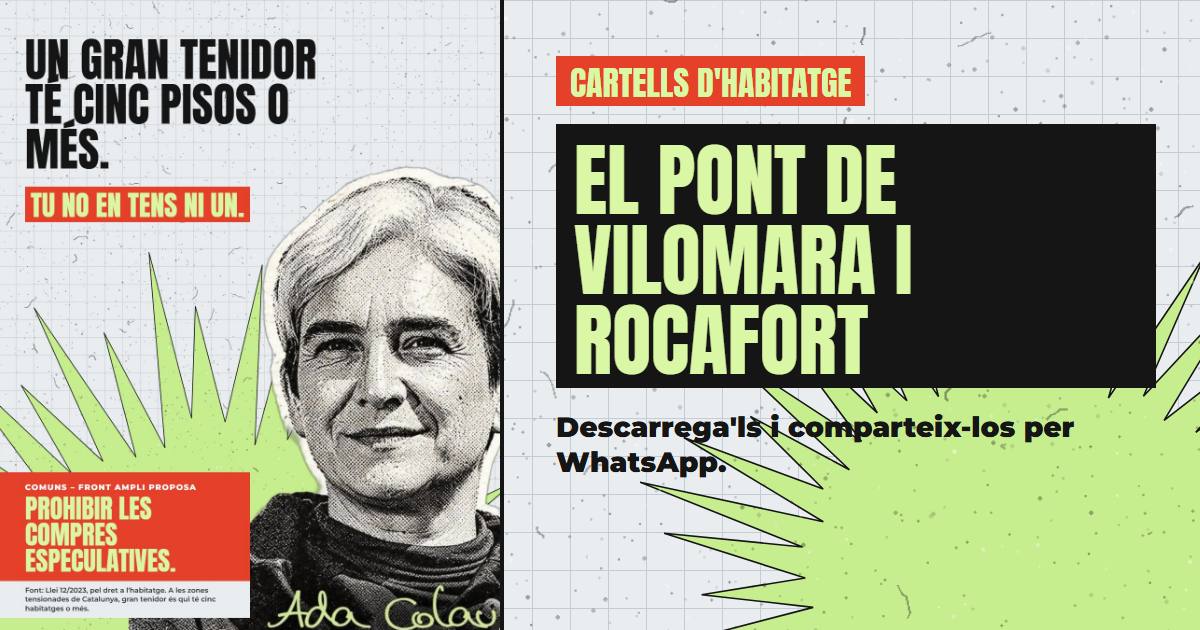 UN GRAN TENIDOR
TÉ CINC PISOS O
MÉS.
TU NO EN TENS NI UN.
COMUNS – FRONT AMPLI PROPOSA
PROHIBIR LES
COMPRES
ESPECULATIVES.
Font: Llei 12/2023, pel dret a l'habitatge. A les zones
tensionades de Catalunya, gran tenidor és qui té cinc
habitatges o més.
Ada Colau
CARTELLS D'HABITATGE
EL PONT DE
VILOMARA I
ROCAFORT
Descarrega'ls i comparteix-los per
WhatsApp.